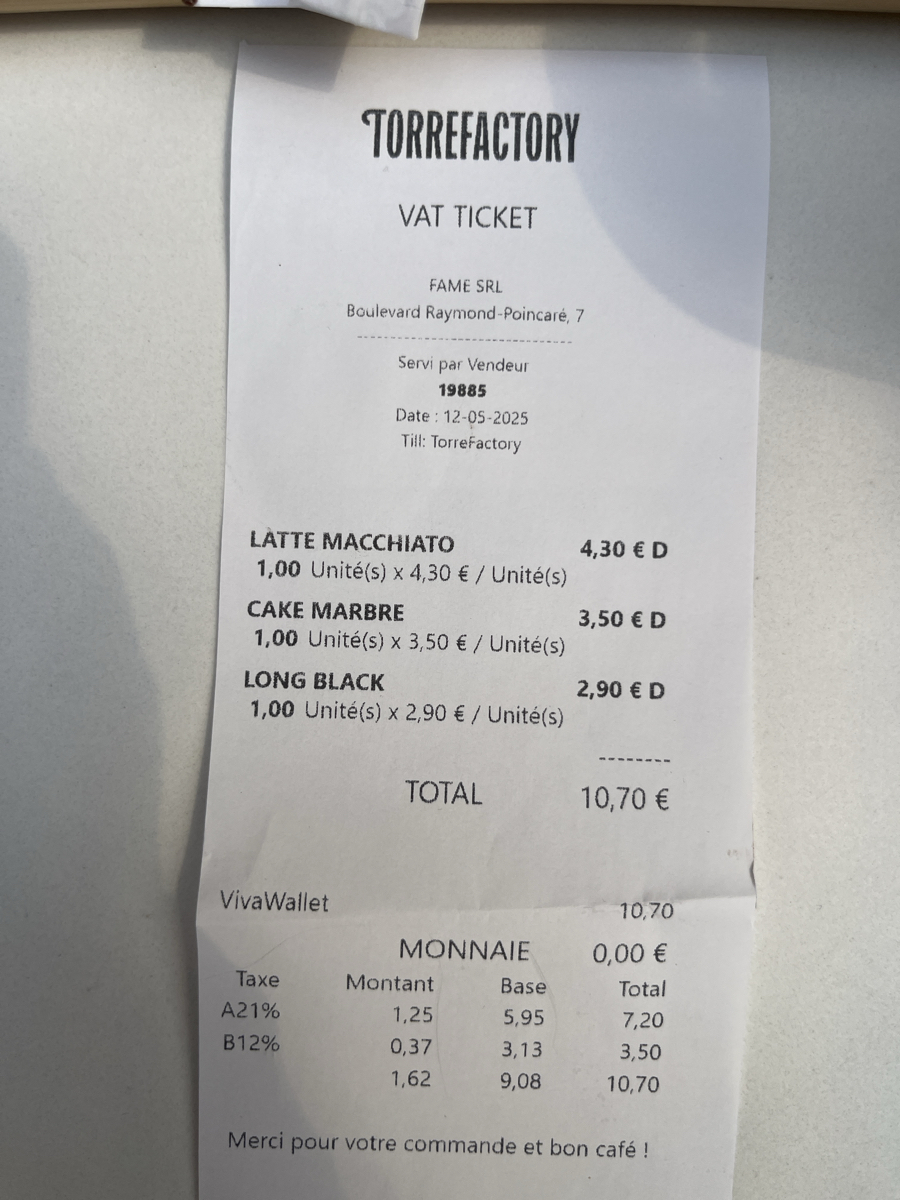 TORREFACTORY
VAT TICKET
FAME SRL
Boulevard Raymond-Poincaré, 7
--------------------------------
Servi par Vendeur
19885
Date : 12-05-2025
Till: TorreFactory
LATTE MACCHIATO 4,30 € D
1,00 Unité(s) x 4,30 € / Unité(s)
CAKE MARBRE 3,50 € D
1,00 Unité(s) x 3,50 € / Unité(s)
LONG BLACK 2,90 € D
1,00 Unité(s) x 2,90 € / Unité(s)
--------
TOTAL 10,70 €
VivaWallet 10,70
MONNAIE 0,00 €
Taxe Montant Base Total
A21% 1,25 5,95 7,20
B12% 0,37 3,13 3,50
1,62 9,08 10,70
Merci pour votre commande et bon café !